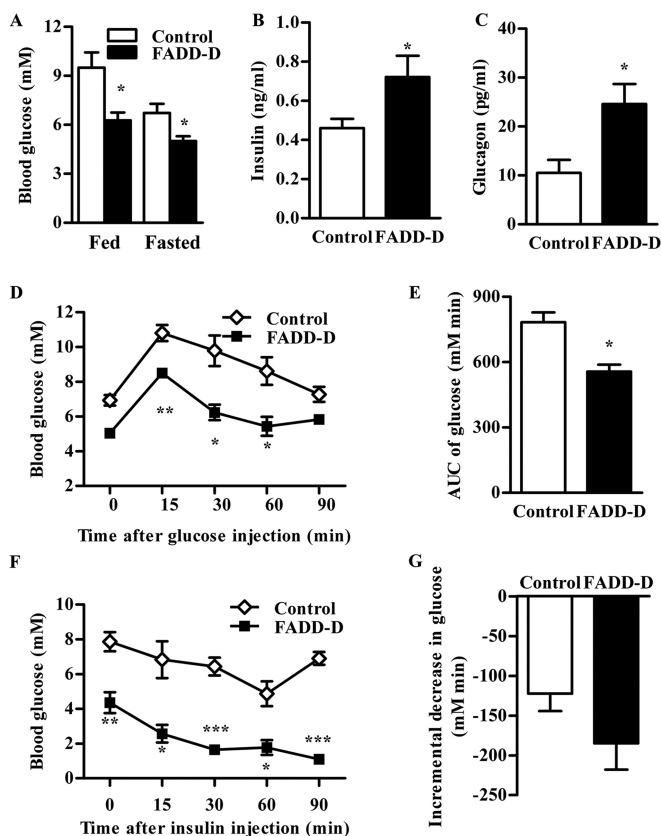 A
Control
FADD-D
Blood glucose (mM)
12
9
6
3
0
*
*
Fed
Fasted
B
Insulin (ng/ml)
1.0
0.8
0.6
0.4
0.2
0.0
*
Control FADD-D
C
Glucagon (pg/ml)
40
30
20
10
0
*
Control FADD-D
D
Blood glucose (mM)
12
10
8
6
4
2
Control
FADD-D
**
*
*
0 15 30 60 90
Time after glucose injection (min)
E
AUC of glucose (mM min)
900
600
300
0
*
Control FADD-D
F
Blood glucose (mM)
8
6
4
2
0
Control
FADD-D
**
*
***
*
***
0 15 30 60 90
Time after insulin injection (min)
G
Control FADD-D
Incremental decrease in glucose
(mM min)
0
-50
-100
-150
-200
-250